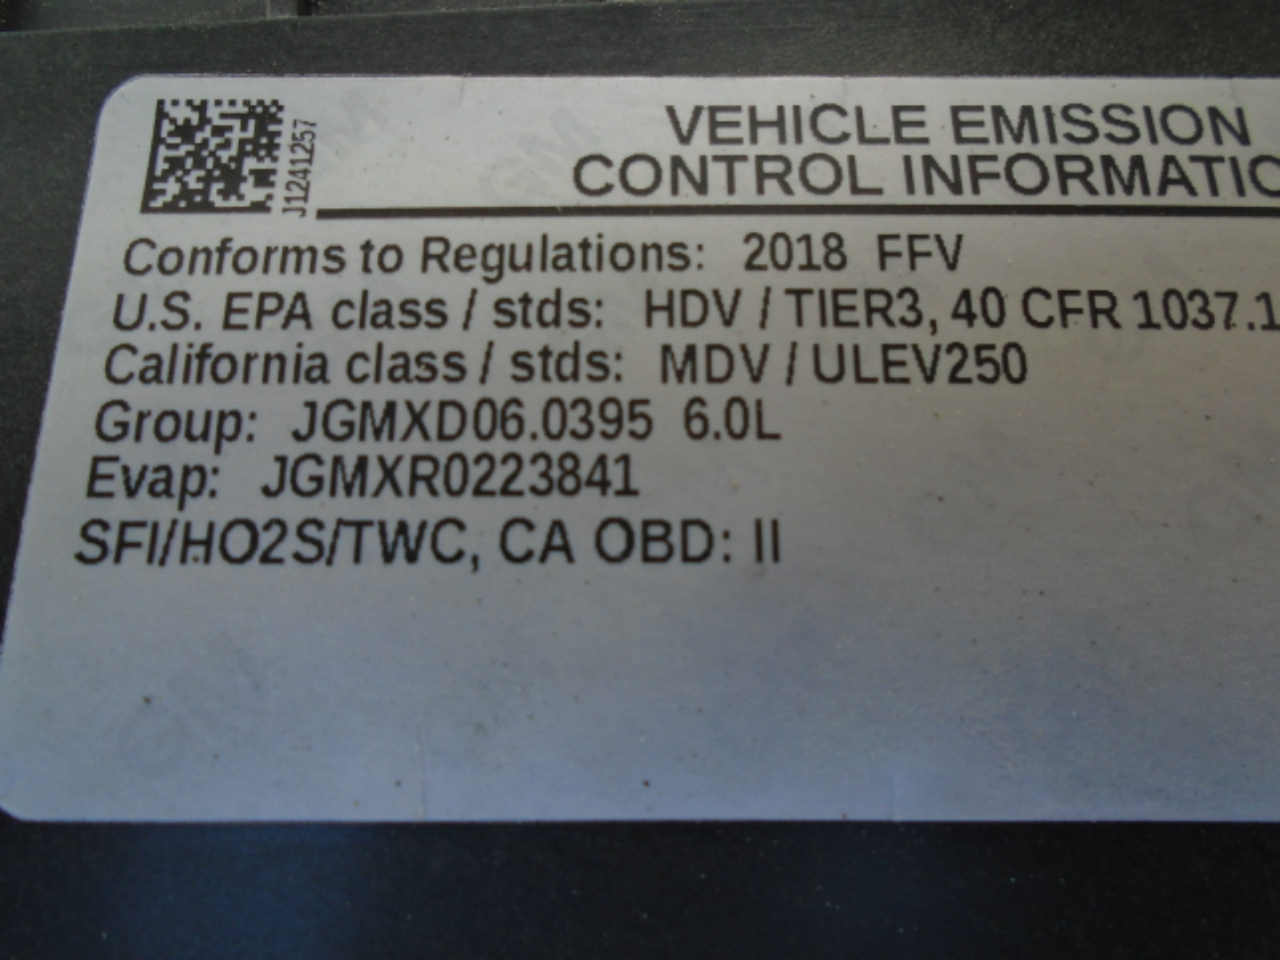 VEHICLE EMISSION
CONTROL INFORMATIO
J1241257
Conforms to Regulations: 2018 FFV
U.S. EPA class / stds: HDV / TIER3, 40 CFR 1037.1
California class / stds: MDV / ULEV250
Group: JGMXD06.0395 6.0L
Evap: JGMXR0223841
SFI/HO2S/TWC, CA OBD: II